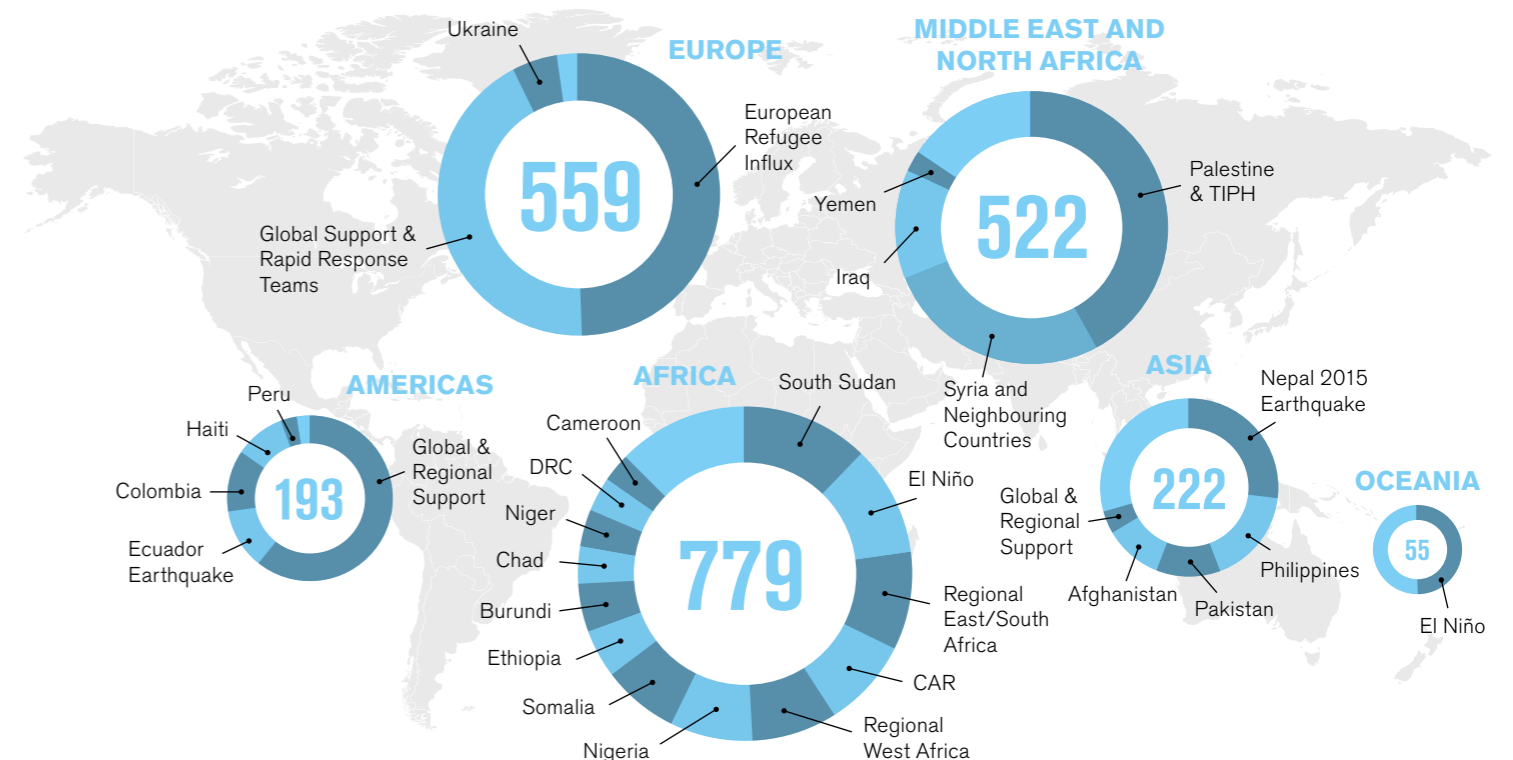 EUROPE
Ukraine
European
Refugee
Influx
Global Support &
Rapid Response
Teams
559
MIDDLE EAST AND
NORTH AFRICA
Palestine
& TIPH
Yemen
Iraq
Syria and
Neighbouring
Countries
522
AMERICAS
Peru
Haiti
Colombia
Ecuador
Earthquake
Global &
Regional
Support
193
AFRICA
South Sudan
El Niño
Regional
East/South
Africa
CAR
Regional
West Africa
Nigeria
Somalia
Ethiopia
Burundi
Chad
Niger
DRC
Cameroon
779
ASIA
Nepal 2015
Earthquake
Philippines
Pakistan
Afghanistan
Global &
Regional
Support
222
OCEANIA
55
El Niño